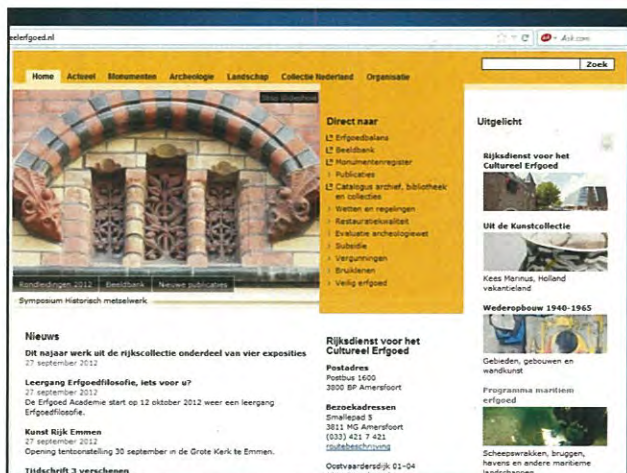 eelerfgoed.nl
Ask.com
Zoek
Home Actueel Monumenten Archeologie Landschap Collectie Nederland Organisatie
Stop slideshow
Rondleidingen 2012 Beeldbank Nieuwe publicaties
Symposium Historisch metselwerk
Nieuws
Dit najaar werk uit de rijkscollectie onderdeel van vier exposities
27 september 2012
Leergang Erfgoedfilosofie, iets voor u?
27 september 2012
De Erfgoed Academie start op 12 oktober 2012 weer een leergang
Erfgoedfilosofie.
Kunst Rijk Emmen
27 september 2012
Opening tentoonstelling 30 september in de Grote Kerk te Emmen.
Tijdschrift 3 verschenen
Direct naar
Erfgoedbalans
Beeldbank
Monumentenregister
Publicaties
Catalogus archief, bibliotheek
en collecties
Wetten en regelingen
Restauratiekwaliteit
Evaluatie archeologiewet
Subsidie
Vergunningen
Bruiklenen
Veilig erfgoed
Rijksdienst voor het
Cultureel Erfgoed
Postadres
Postbus 1600
3800 BP Amersfoort
Bezoekadressen
Smallepad 5
3811 MG Amersfoort
(033) 421 7 421
routebeschrijving
Oostvaardersdijk 01-04
Uitgelicht
Rijksdienst voor het
Cultureel Erfgoed
Uit de Kunstcollectie
Kees Marinus, Holland
vakantieland
Wederopbouw 1940-1965
Gebieden, gebouwen en
wandkunst
Programma maritiem
erfgoed
Scheepswrakken, bruggen,
havens en andere maritieme
landschappen